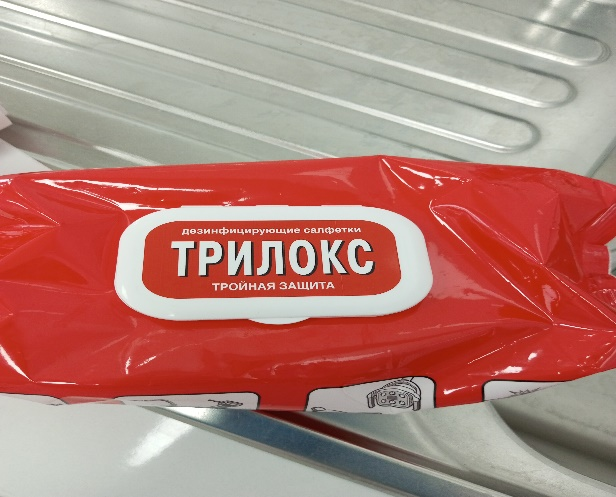 дезинфицирующие салфетки
ТРИЛОКС
ТРОЙНАЯ ЗАЩИТА